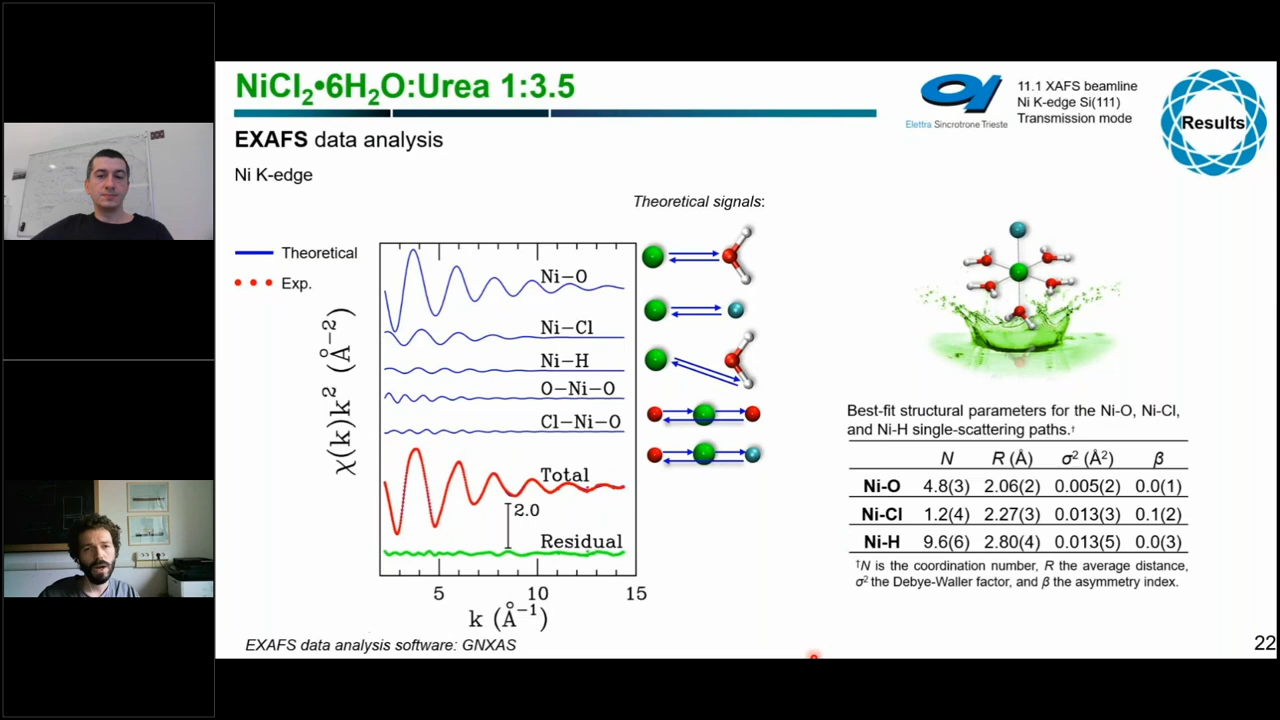 NiCl₂•6H₂O:Urea 1:3.5
Elettra Sincrotrone Trieste
11.1 XAFS beamline
Ni K-edge Si(111)
Transmission mode
Results
EXAFS data analysis
Ni K-edge
Theoretical signals:
Theoretical
Exp.
χ(k)k² (Å⁻²)
Ni–O
Ni–Cl
Ni–H
O–Ni–O
Cl–Ni–O
Total
2.0
Residual
5 10 15
k (Å⁻¹)
Best-fit structural parameters for the Ni-O, Ni-Cl,
and Ni-H single-scattering paths.†
N R (Å) σ² (Å²) β
Ni-O 4.8(3) 2.06(2) 0.005(2) 0.0(1)
Ni-Cl 1.2(4) 2.27(3) 0.013(3) 0.1(2)
Ni-H 9.6(6) 2.80(4) 0.013(5) 0.0(3)
†N is the coordination number, R the average distance,
σ² the Debye-Waller factor, and β the asymmetry index.
EXAFS data analysis software: GNXAS
22